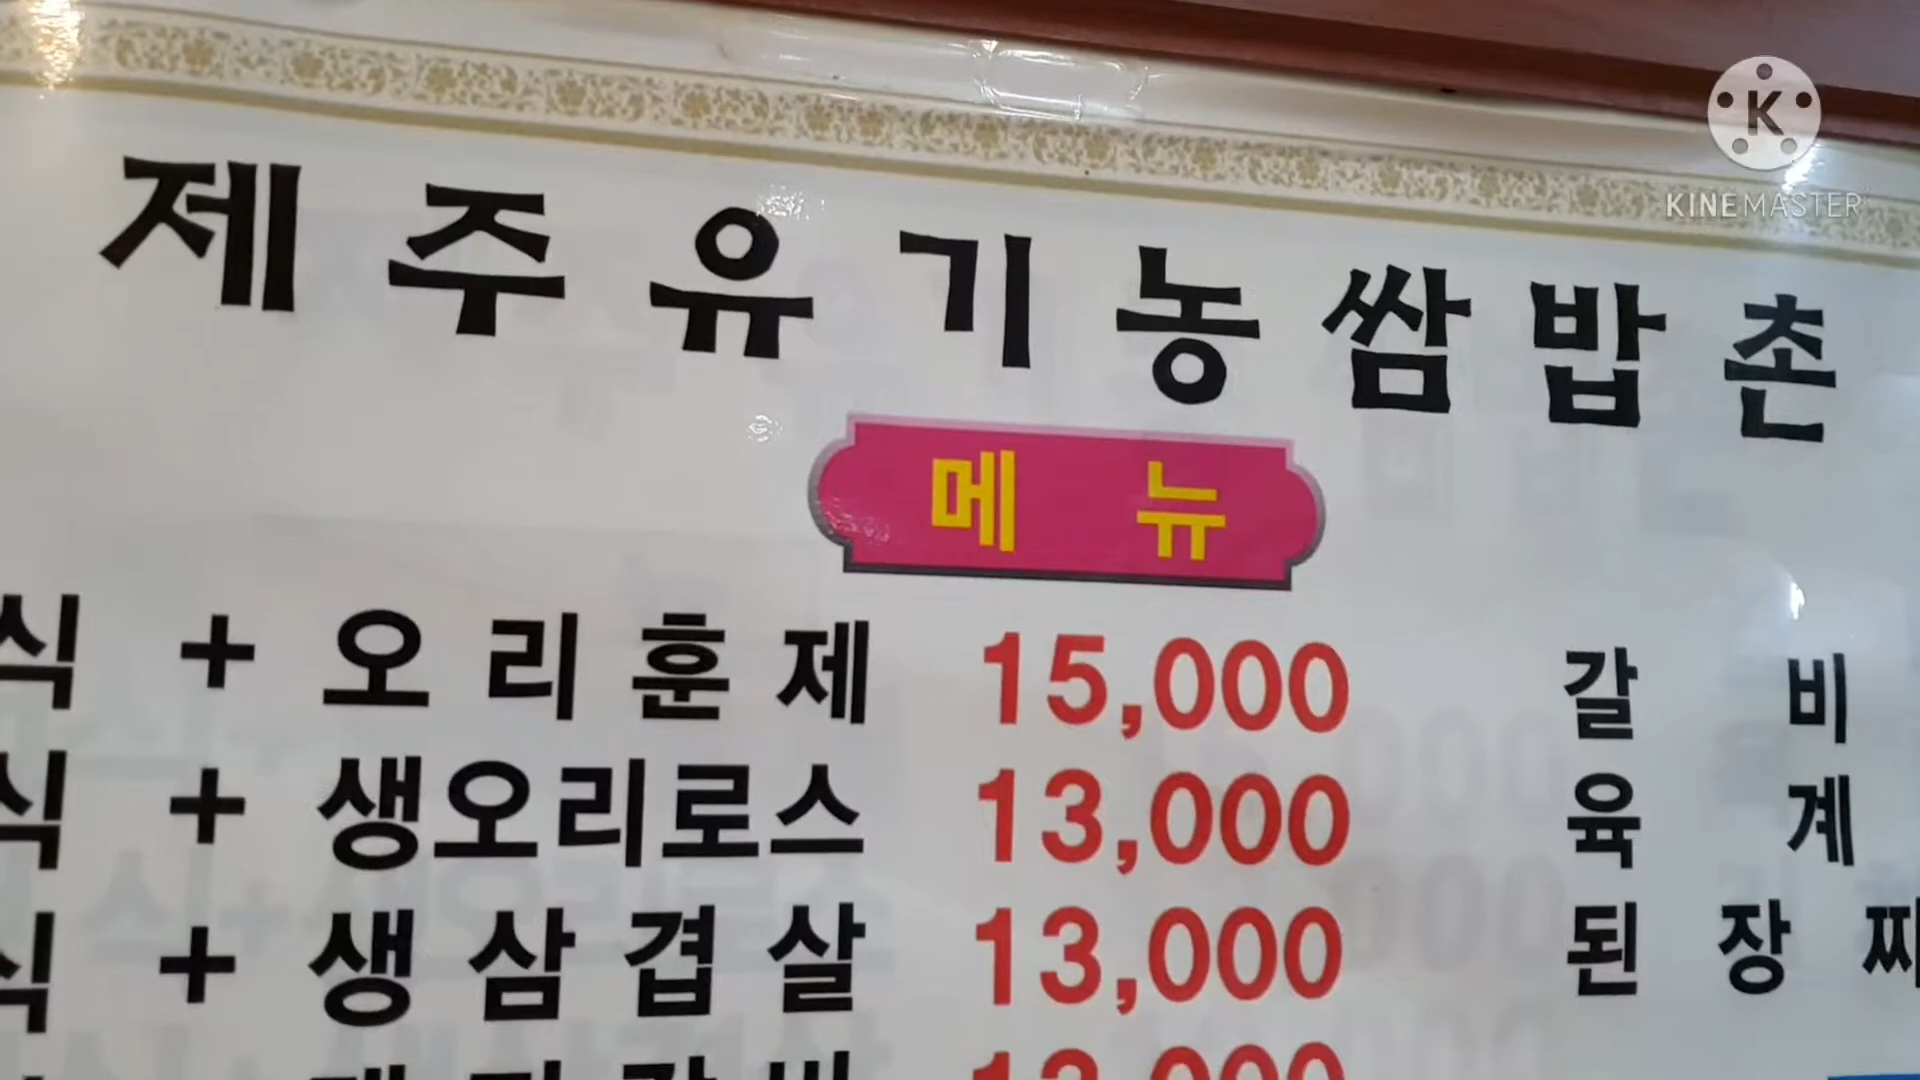 K
KINEMASTER
제주유기농쌈밥촌
메뉴
식 + 오리훈제 15,000 갈비
식 + 생오리로스 13,000 육계
식 + 생삼겹살 13,000 된장찌
13,000